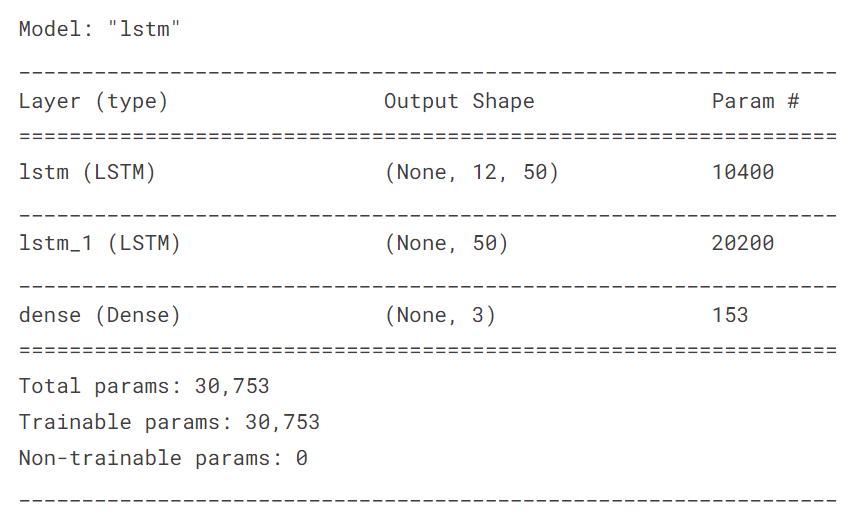 Model: "lstm"
_________________________________________________________________
Layer (type)                 Output Shape              Param #
=================================================================
lstm (LSTM)                  (None, 12, 50)            10400
_________________________________________________________________
lstm_1 (LSTM)                (None, 50)                20200
_________________________________________________________________
dense (Dense)                (None, 3)                 153
=================================================================
Total params: 30,753
Trainable params: 30,753
Non-trainable params: 0
_________________________________________________________________